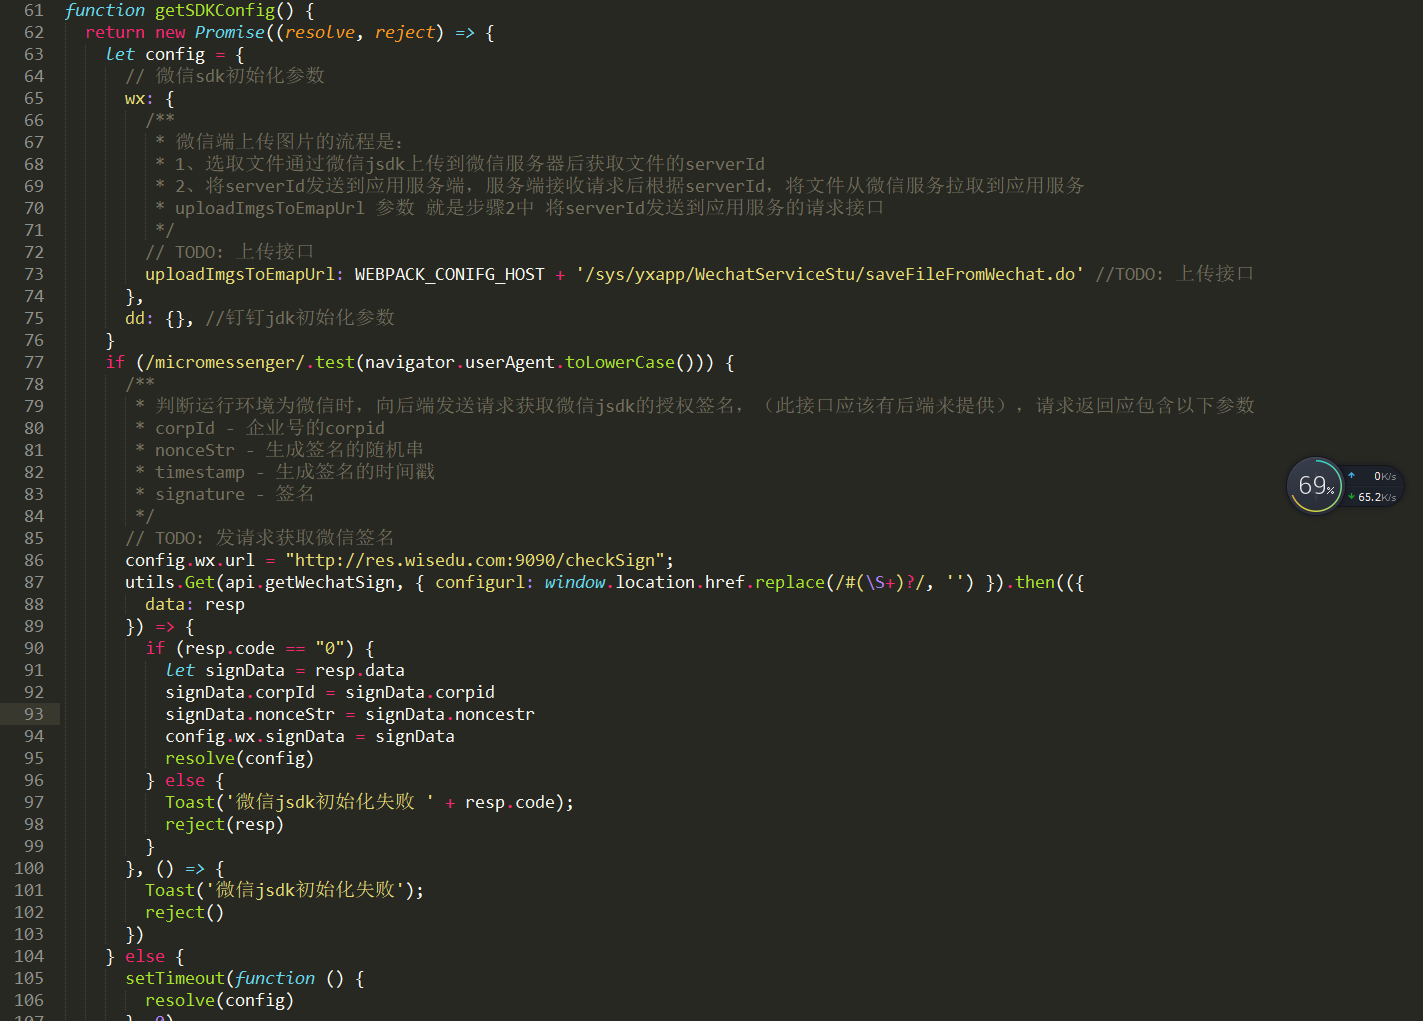 61 function getSDKConfig() {
62 return new Promise((resolve, reject) => {
63 let config = {
64 // 微信sdk初始化参数
65 wx: {
66 /**
67 * 微信端上传图片的流程是：
68 * 1、选取文件通过微信jsdk上传到微信服务器后获取文件的serverId
69 * 2、将serverId发送到应用服务端，服务端接收请求后根据serverId，将文件从微信服务拉取到应用服务
70 * uploadImgsToEmapUrl 参数 就是步骤2中 将serverId发送到应用服务的请求接口
71 */
72 // TODO: 上传接口
73 uploadImgsToEmapUrl: WEBPACK_CONIFG_HOST + '/sys/yxapp/WechatServiceStu/saveFileFromWechat.do' //TODO: 上传接口
74 },
75 dd: {}, //钉钉jdk初始化参数
76 }
77 if (/micromessenger/.test(navigator.userAgent.toLowerCase())) {
78 /**
79 * 判断运行环境为微信时，向后端发送请求获取微信jsdk的授权签名，（此接口应该有后端来提供），请求返回应包含以下参数
80 * corpId - 企业号的corpid
81 * nonceStr - 生成签名的随机串
82 * timestamp - 生成签名的时间戳
83 * signature - 签名
84 */
85 // TODO: 发请求获取微信签名
86 config.wx.url = "http://res.wisedu.com:9090/checkSign";
87 utils.Get(api.getWechatSign, { configurl: window.location.href.replace(/#(\S+)?/, '') }).then(({
88 data: resp
89 }) => {
90 if (resp.code == "0") {
91 let signData = resp.data
92 signData.corpId = signData.corpid
93 signData.nonceStr = signData.noncestr
94 config.wx.signData = signData
95 resolve(config)
96 } else {
97 Toast('微信jsdk初始化失败 ' + resp.code);
98 reject(resp)
99 }
100 }, () => {
101 Toast('微信jsdk初始化失败');
102 reject()
103 })
104 } else {
105 setTimeout(function () {
106 resolve(config)
107 }, 0)
69%
0K/s
65.2K/s